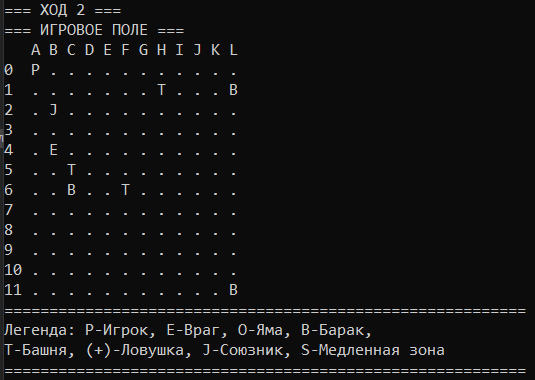 === ХОД 2 ===
=== ИГРОВОЕ ПОЛЕ ===
   A B C D E F G H I J K L
0  P . . . . . . . . . . .
1  . . . . . . . T . . . B
2  . J . . . . . . . . . .
3  . . . . . . . . . . . .
4  . E . . . . . . . . . .
5  . . T . . . . . . . . .
6  . . B . . T . . . . . .
7  . . . . . . . . . . . .
8  . . . . . . . . . . . .
9  . . . . . . . . . . . .
10 . . . . . . . . . . . .
11 . . . . . . . . . . . B
==========================================================
Легенда: P-Игрок, E-Враг, O-Яма, B-Барак,
T-Башня, (+)-Ловушка, J-Союзник, S-Медленная зона
==========================================================